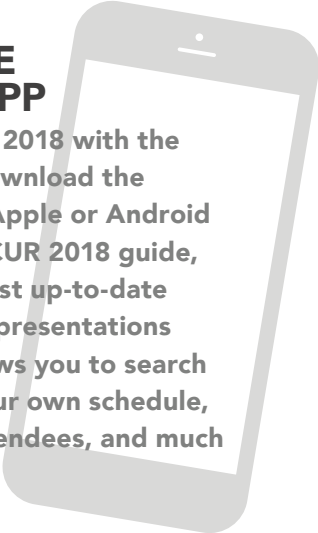 E
PP
2018 with the
wnload the
Apple or Android
CUR 2018 guide,
st up-to-date
presentations
ws you to search
ur own schedule,
endees, and much